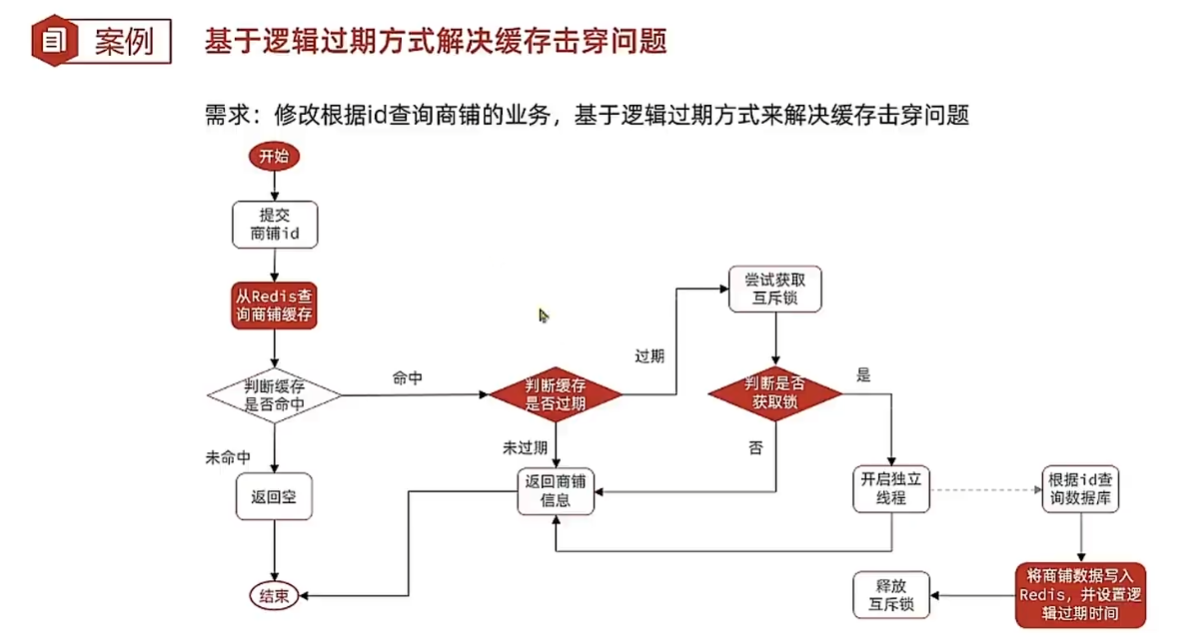 案例
基于逻辑过期方式解决缓存击穿问题
需求：修改根据id查询商铺的业务，基于逻辑过期方式来解决缓存击穿问题
开始
提交
商铺id
从Redis查
询商铺缓存
判断缓存
是否命中
命中
未命中
返回空
结束
判断缓存
是否过期
过期
未过期
返回商铺
信息
尝试获取
互斥锁
判断是否
获取锁
是
否
开启独立
线程
根据id查
询数据库
将商铺数据写入
Redis，并设置逻
辑过期时间
释放
互斥锁